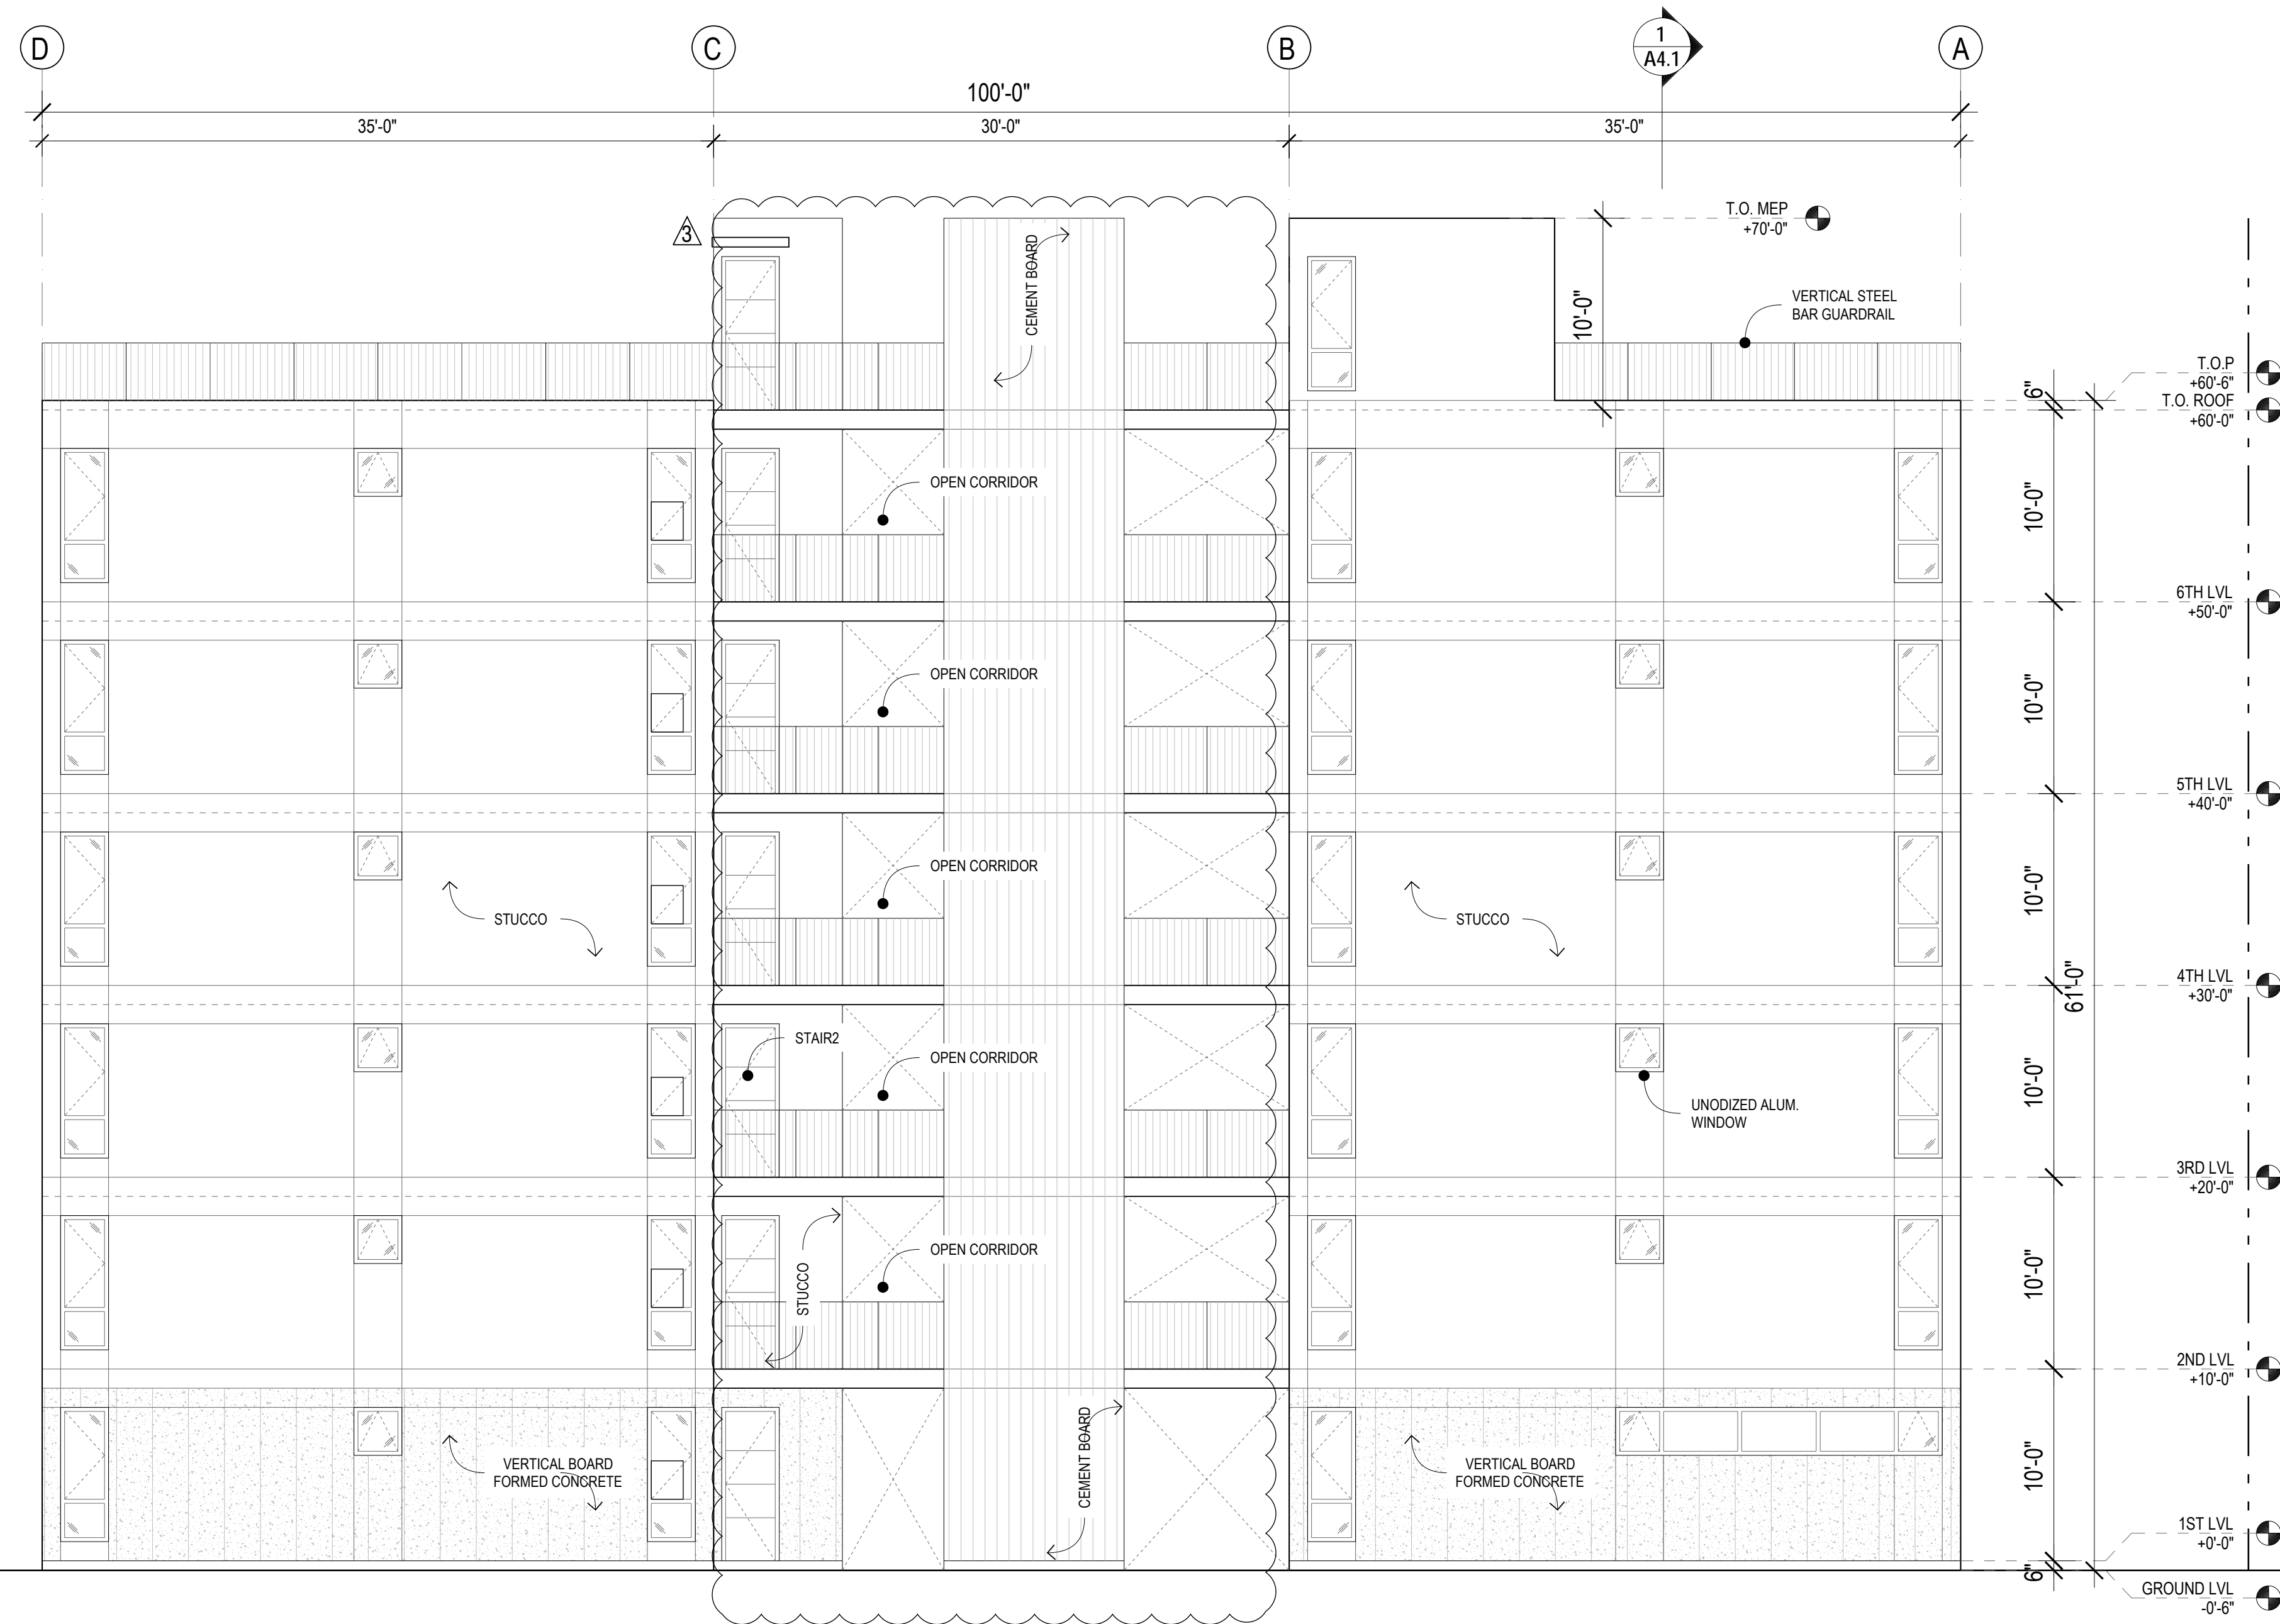 D
C
B
1
A4.1
A
100'-0"
35'-0"
30'-0"
35'-0"
3
T.O. MEP
+70'-0"
CEMENT BOARD
10'-0"
VERTICAL STEEL
BAR GUARDRAIL
T.O.P
+60'-6"
6"
T.O. ROOF
+60'-0"
OPEN CORRIDOR
10'-0"
6TH LVL
+50'-0"
OPEN CORRIDOR
10'-0"
5TH LVL
+40'-0"
OPEN CORRIDOR
10'-0"
STUCCO
STUCCO
4TH LVL
+30'-0"
61'-0"
STAIR2
OPEN CORRIDOR
10'-0"
UNODIZED ALUM.
WINDOW
3RD LVL
+20'-0"
OPEN CORRIDOR
STUCCO
10'-0"
2ND LVL
+10'-0"
VERTICAL BOARD
FORMED CONCRETE
CEMENT BOARD
VERTICAL BOARD
FORMED CONCRETE
10'-0"
1ST LVL
+0'-0"
6"
GROUND LVL
-0'-6"